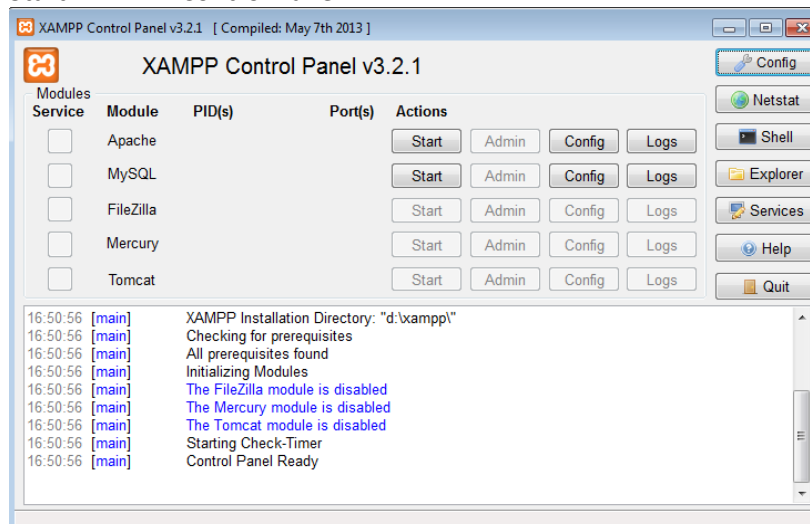 XAMPP Control Panel v3.2.1 [ Compiled: May 7th 2013 ]
XAMPP Control Panel v3.2.1
Config
Modules
Service Module PID(s) Port(s) Actions
Netstat
Apache Start Admin Config Logs
Shell
MySQL Start Admin Config Logs
Explorer
FileZilla Start Admin Config Logs
Services
Mercury Start Admin Config Logs
Help
Tomcat Start Admin Config Logs
Quit
16:50:56 [main] XAMPP Installation Directory: "d:\xampp\"
16:50:56 [main] Checking for prerequisites
16:50:56 [main] All prerequisites found
16:50:56 [main] Initializing Modules
16:50:56 [main] The FileZilla module is disabled
16:50:56 [main] The Mercury module is disabled
16:50:56 [main] The Tomcat module is disabled
16:50:56 [main] Starting Check-Timer
16:50:56 [main] Control Panel Ready